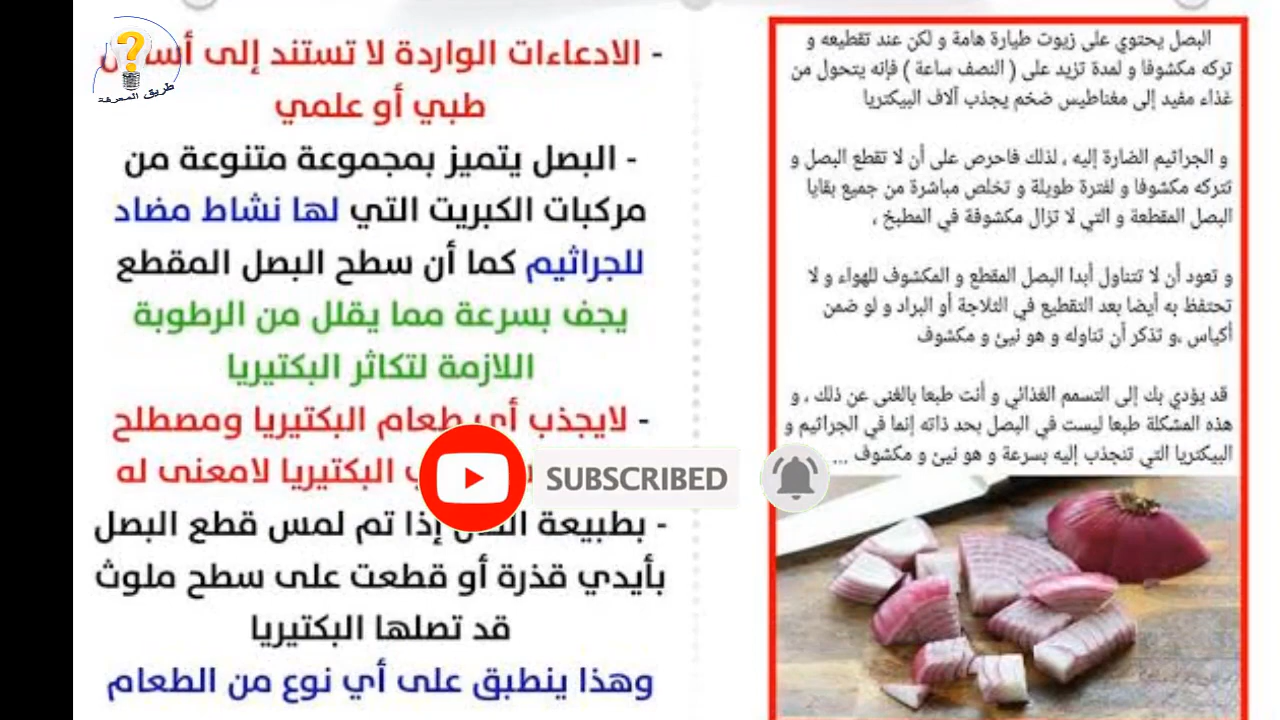 البصل يحتوي على زيوت طيارة هامة و لكن عند تقطيعه و
تركه مكشوفا و لمدة تزيد على ( النصف ساعة ) فإنه يتحول من
غذاء مفيد إلى مغناطيس ضخم يجذب آلاف البيكتريا
و الجراثيم الضارة إليه ، لذلك فاحرص على أن لا تقطع البصل و
تتركه مكشوفا و لفترة طويلة و تخلص مباشرة من جميع بقايا
البصل المقطعة و التي لا تزال مكشوفة في المطبخ ،
و تعود أن لا تتناول أبدا البصل المقطع و المكشوف للهواء و لا
تحتفظ به أيضا بعد التقطيع في الثلاجة أو البراد و لو ضمن
أكياس ،و تذكر أن تناوله و هو نيئ و مكشوف
قد يؤدي بك إلى التسمم الغذائي و أنت طبعا بالغنى عن ذلك ، و
هذه المشكلة طبعا ليست في البصل بحد ذاته إنما في الجراثيم و
البيكتريا التي تنجذب إليه بسرعة و هو نيئ و مكشوف ...
- الادعاءات الواردة لا تستند إلى
طبي أو علمي
- البصل يتميز بمجموعة متنوعة من
مركبات الكبريت التي لها نشاط مضاد
للجراثيم كما أن سطح البصل المقطع
يجف بسرعة مما يقلل من الرطوبة
اللازمة لتكاثر البكتيريا
- لايجذب أي طعام البكتيريا ومصطلح
البكتيريا لامعنى له
- بطبيعة إذا تم لمس قطع البصل
بأيدي قذرة أو قطعت على سطح ملوث
قد تصلها البكتيريا
وهذا ينطبق على أي نوع من الطعام
طريق المعرفة
SUBSCRIBED